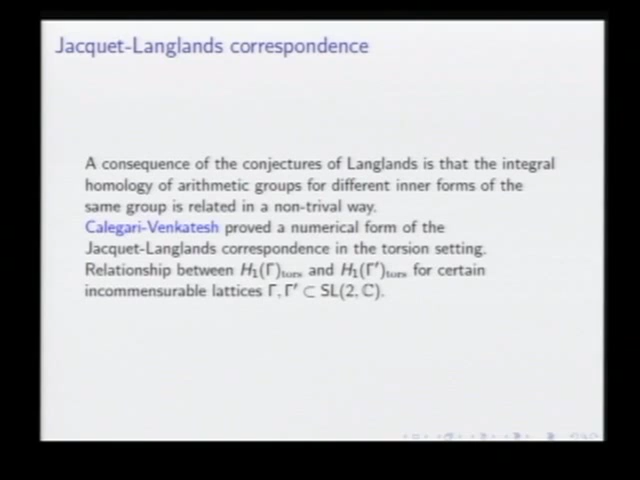 Jacquet-Langlands correspondence
A consequence of the conjectures of Langlands is that the integral
homology of arithmetic groups for different inner forms of the
same group is related in a non-trival way.
Calegari-Venkatesh proved a numerical form of the
Jacquet-Langlands correspondence in the torsion setting.
Relationship between H₁(Γ)tors and H₁(Γ′)tors for certain
incommensurable lattices Γ, Γ′ ⊂ SL(2, ℂ).